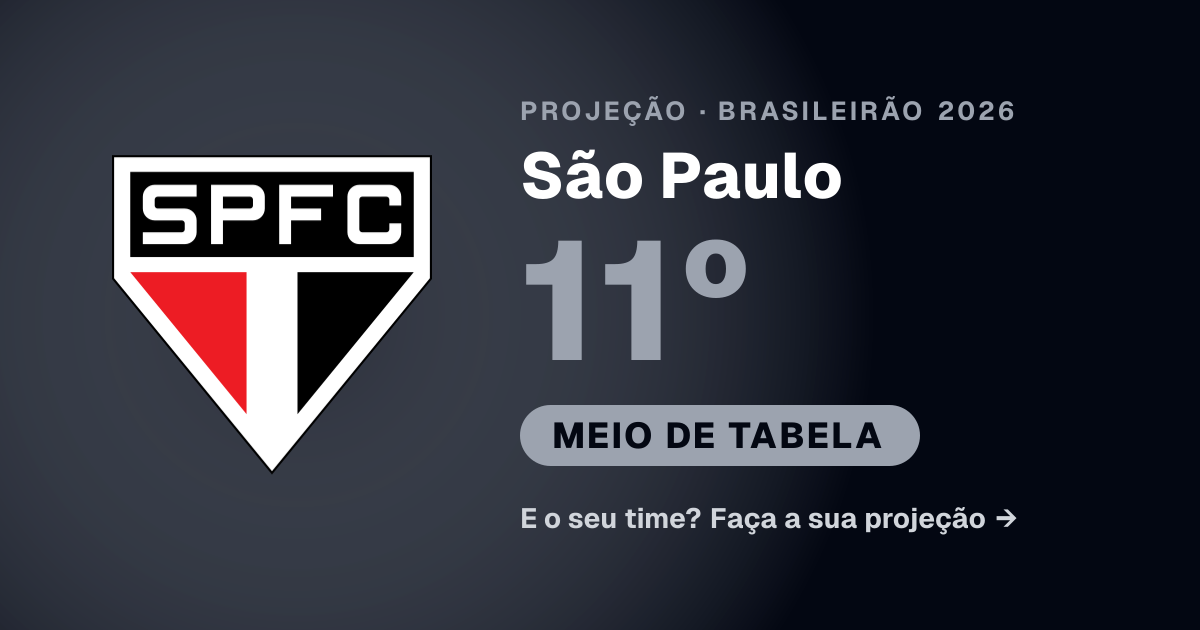 SPFC
PROJEÇÃO · BRASILEIRÃO 2026
São Paulo
11º
MEIO DE TABELA
E o seu time? Faça a sua projeção →